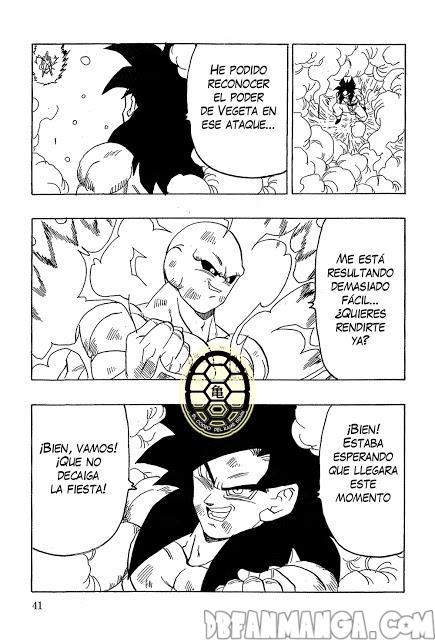 HE PODIDO
RECONOCER
EL PODER
DE VEGETA
EN ESE
ATAQUE...
ME ESTÁ
RESULTANDO
DEMASIADO
FÁCIL...
¿QUIERES
RENDIRTE
YA?
¡BIEN!
ESTABA
ESPERANDO
QUE LLEGARA
ESTE
MOMENTO
¡BIEN, VAMOS!
¡QUE NO
DECAIGA
LA FIESTA!
亀
41
DBFANMANGA.COM